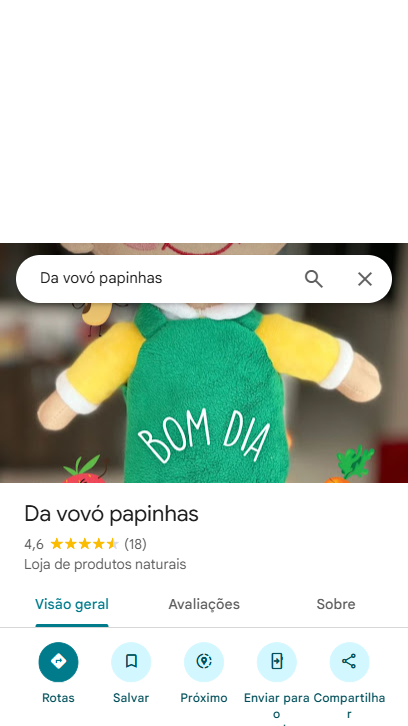 Da vovó papinhas
BOM DIA
Da vovó papinhas
4,6 (18)
Loja de produtos naturais
Visão geral Avaliações Sobre
Rotas Salvar Próximo Enviar para o Compartilhar